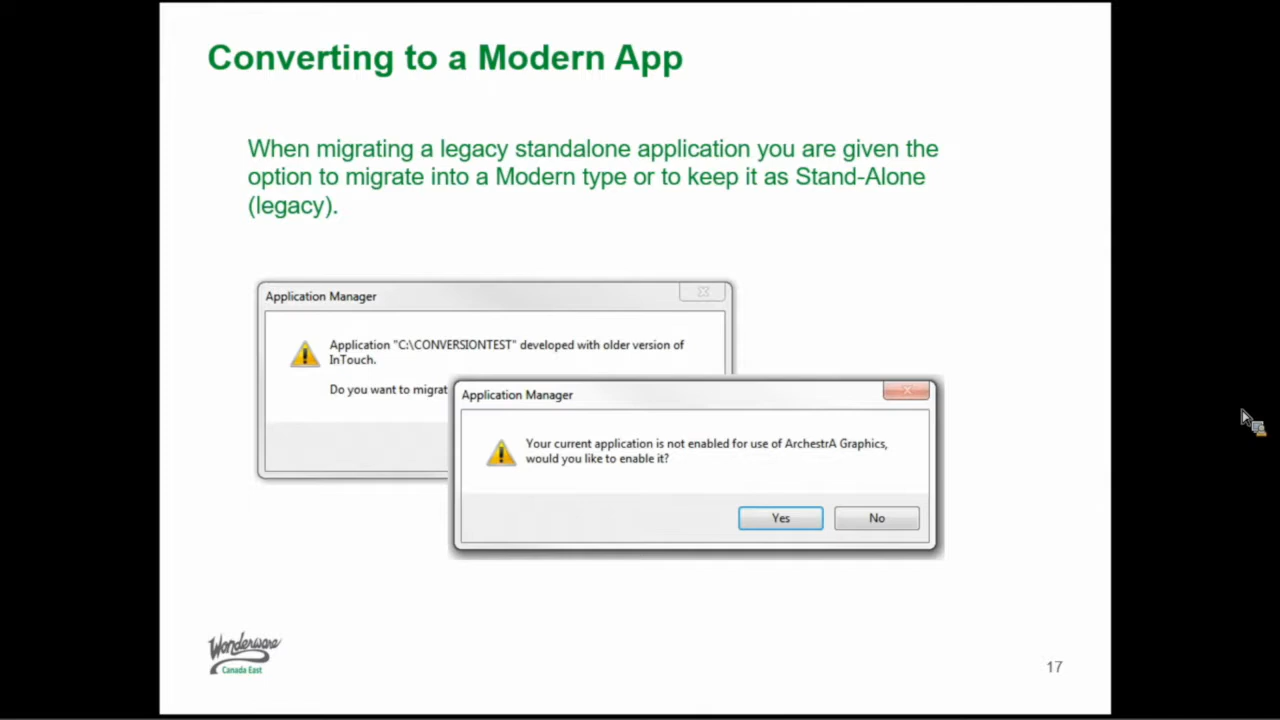 Converting to a Modern App
When migrating a legacy standalone application you are given the
option to migrate into a Modern type or to keep it as Stand-Alone
(legacy).
Application Manager
Application "C:\CONVERSIONTEST" developed with older version of
InTouch.
Do you want to migrat
Application Manager
Your current application is not enabled for use of ArchestrA Graphics,
would you like to enable it?
Yes
No
Wonderware
Canada East
17